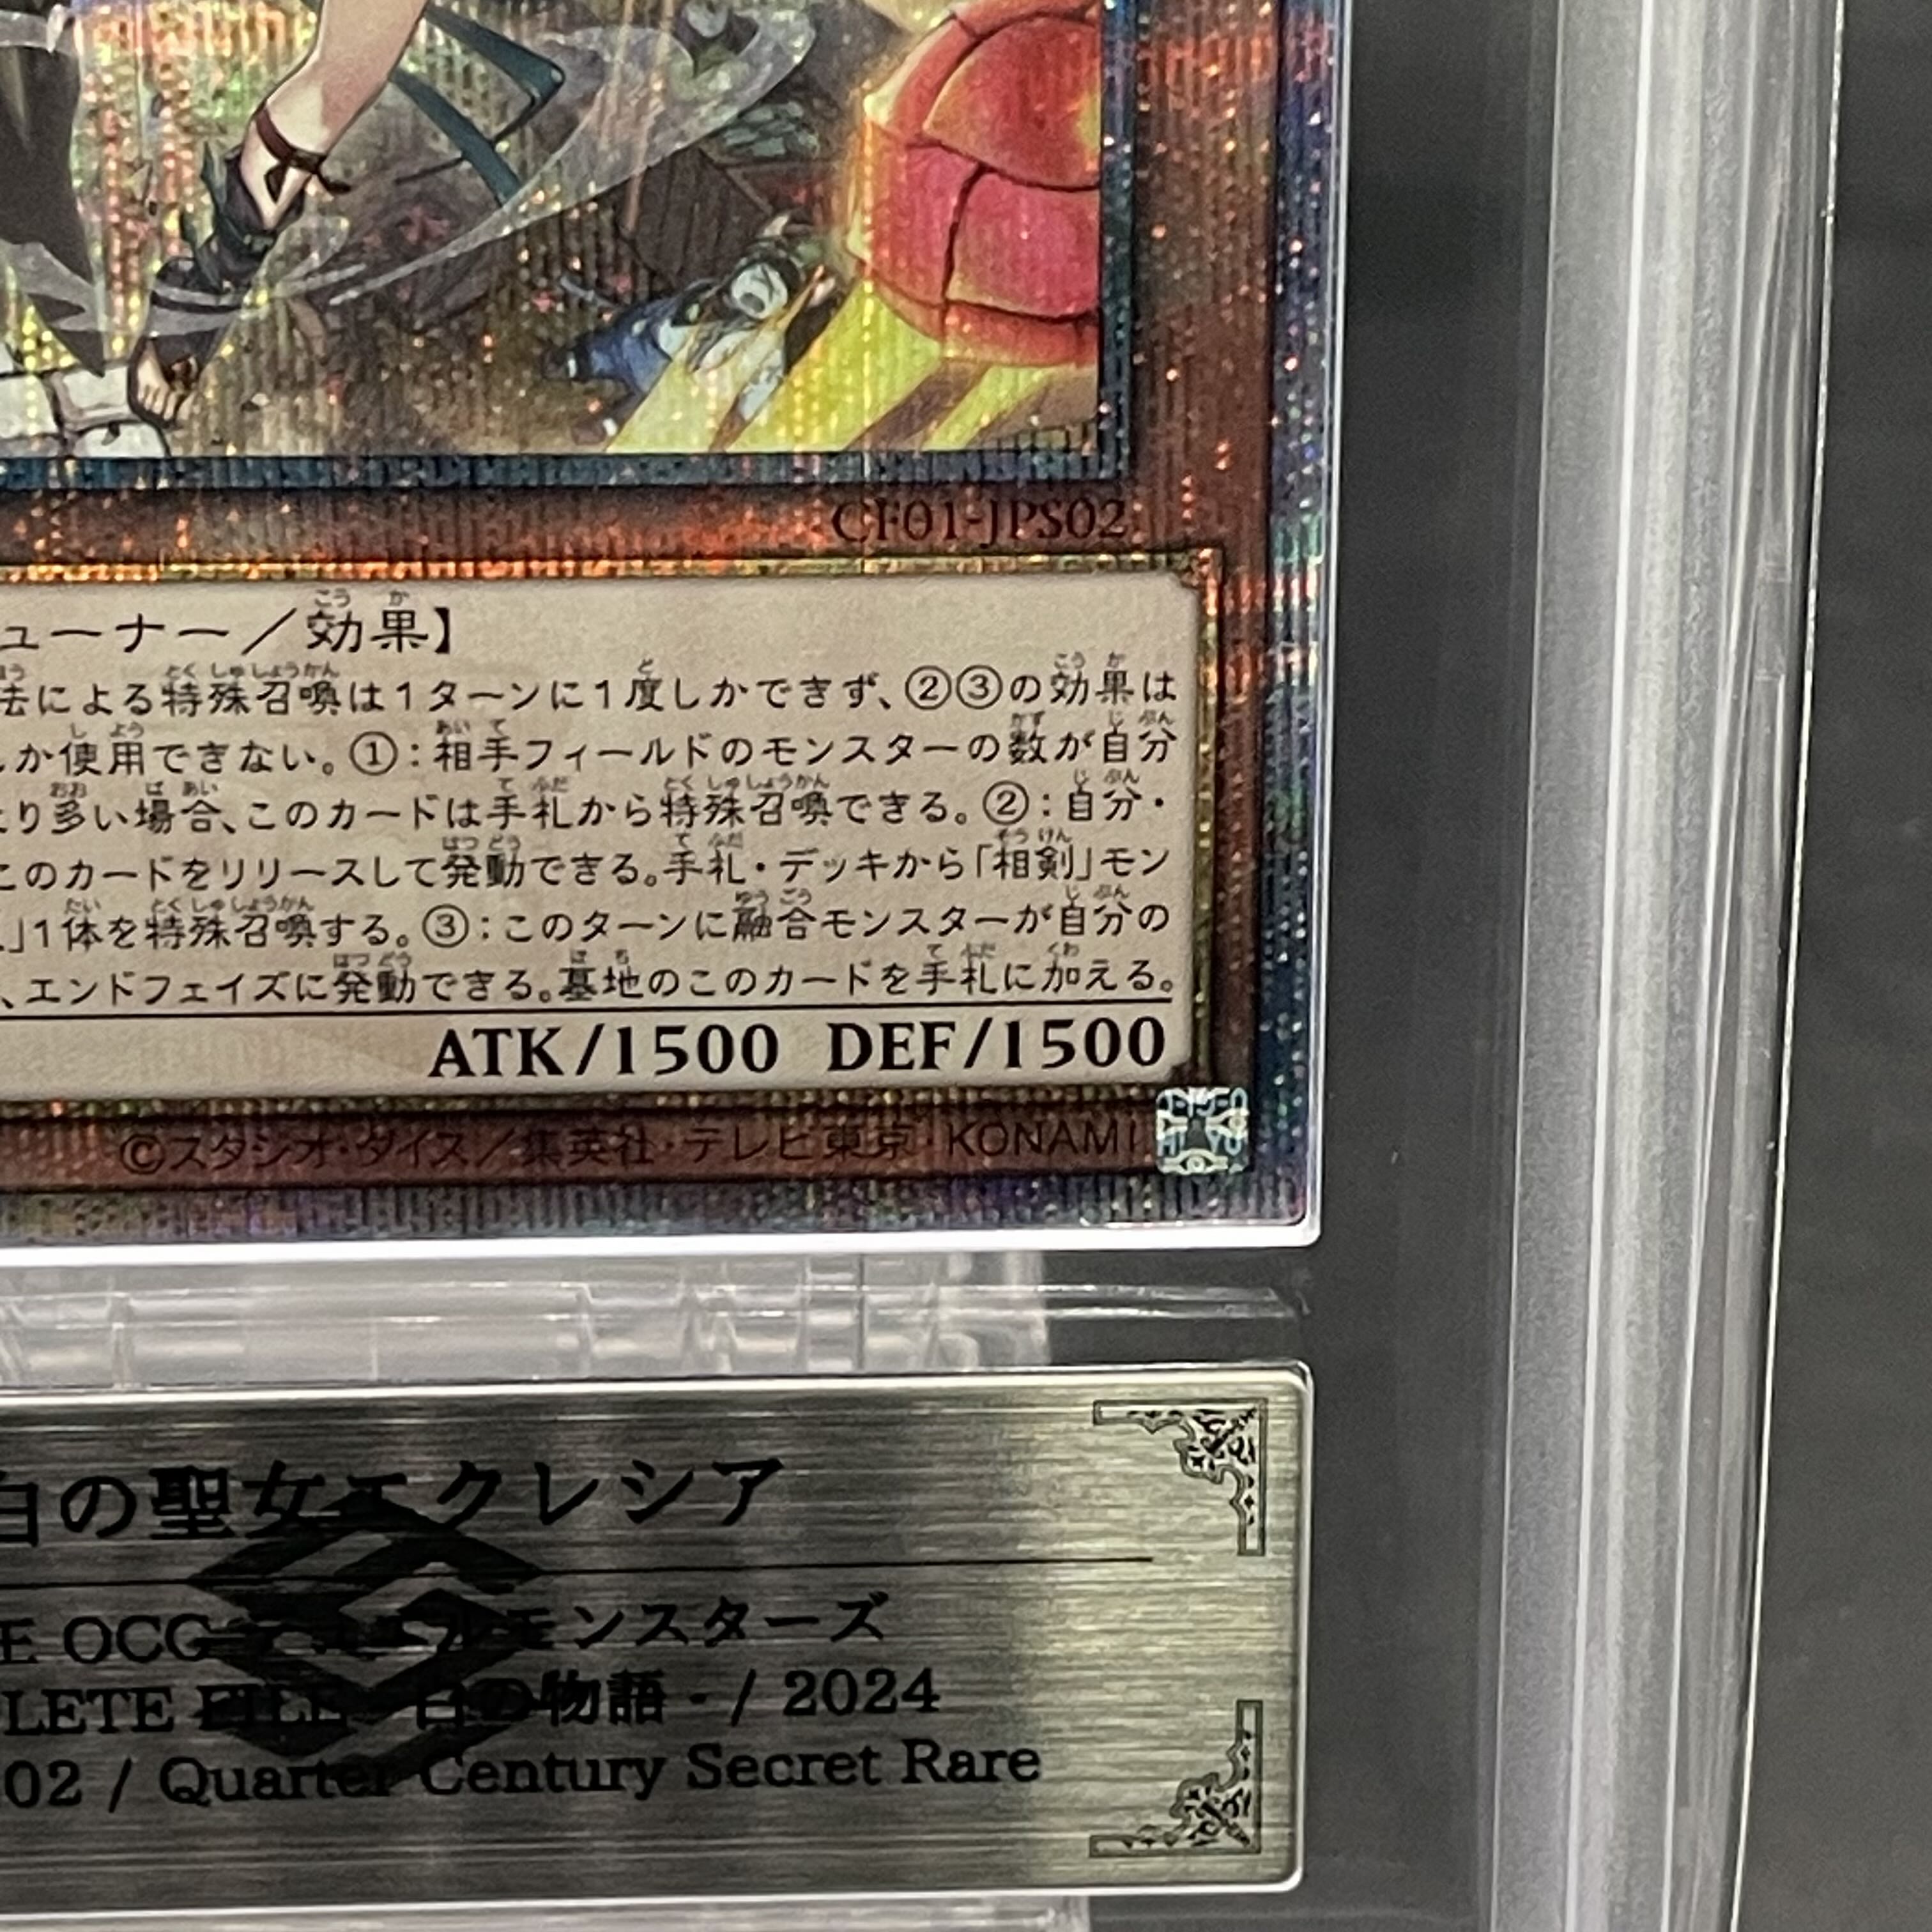 CF01-JPS02
ューナー／効果】
法による特殊召喚は1ターンに1度しかできず、②③の効果は
か使用できない。①：相手フィールドのモンスターの数が自分
り多い場合、このカードは手札から特殊召喚できる。②：自分・
このカードをリリースして発動できる。手札・デッキから「相剣」モン
」1体を特殊召喚する。③：このターンに融合モンスターが自分の
、エンドフェイズに発動できる。墓地のこのカードを手札に加える。
ATK/1500 DEF/1500
©スタジオ・ダイス／集英社・テレビ東京・KONAMI
白の聖女エクレシア
E OCG デュエルモンスターズ
LETE FILE - 白の物語 - / 2024
02 / Quarter Century Secret Rare